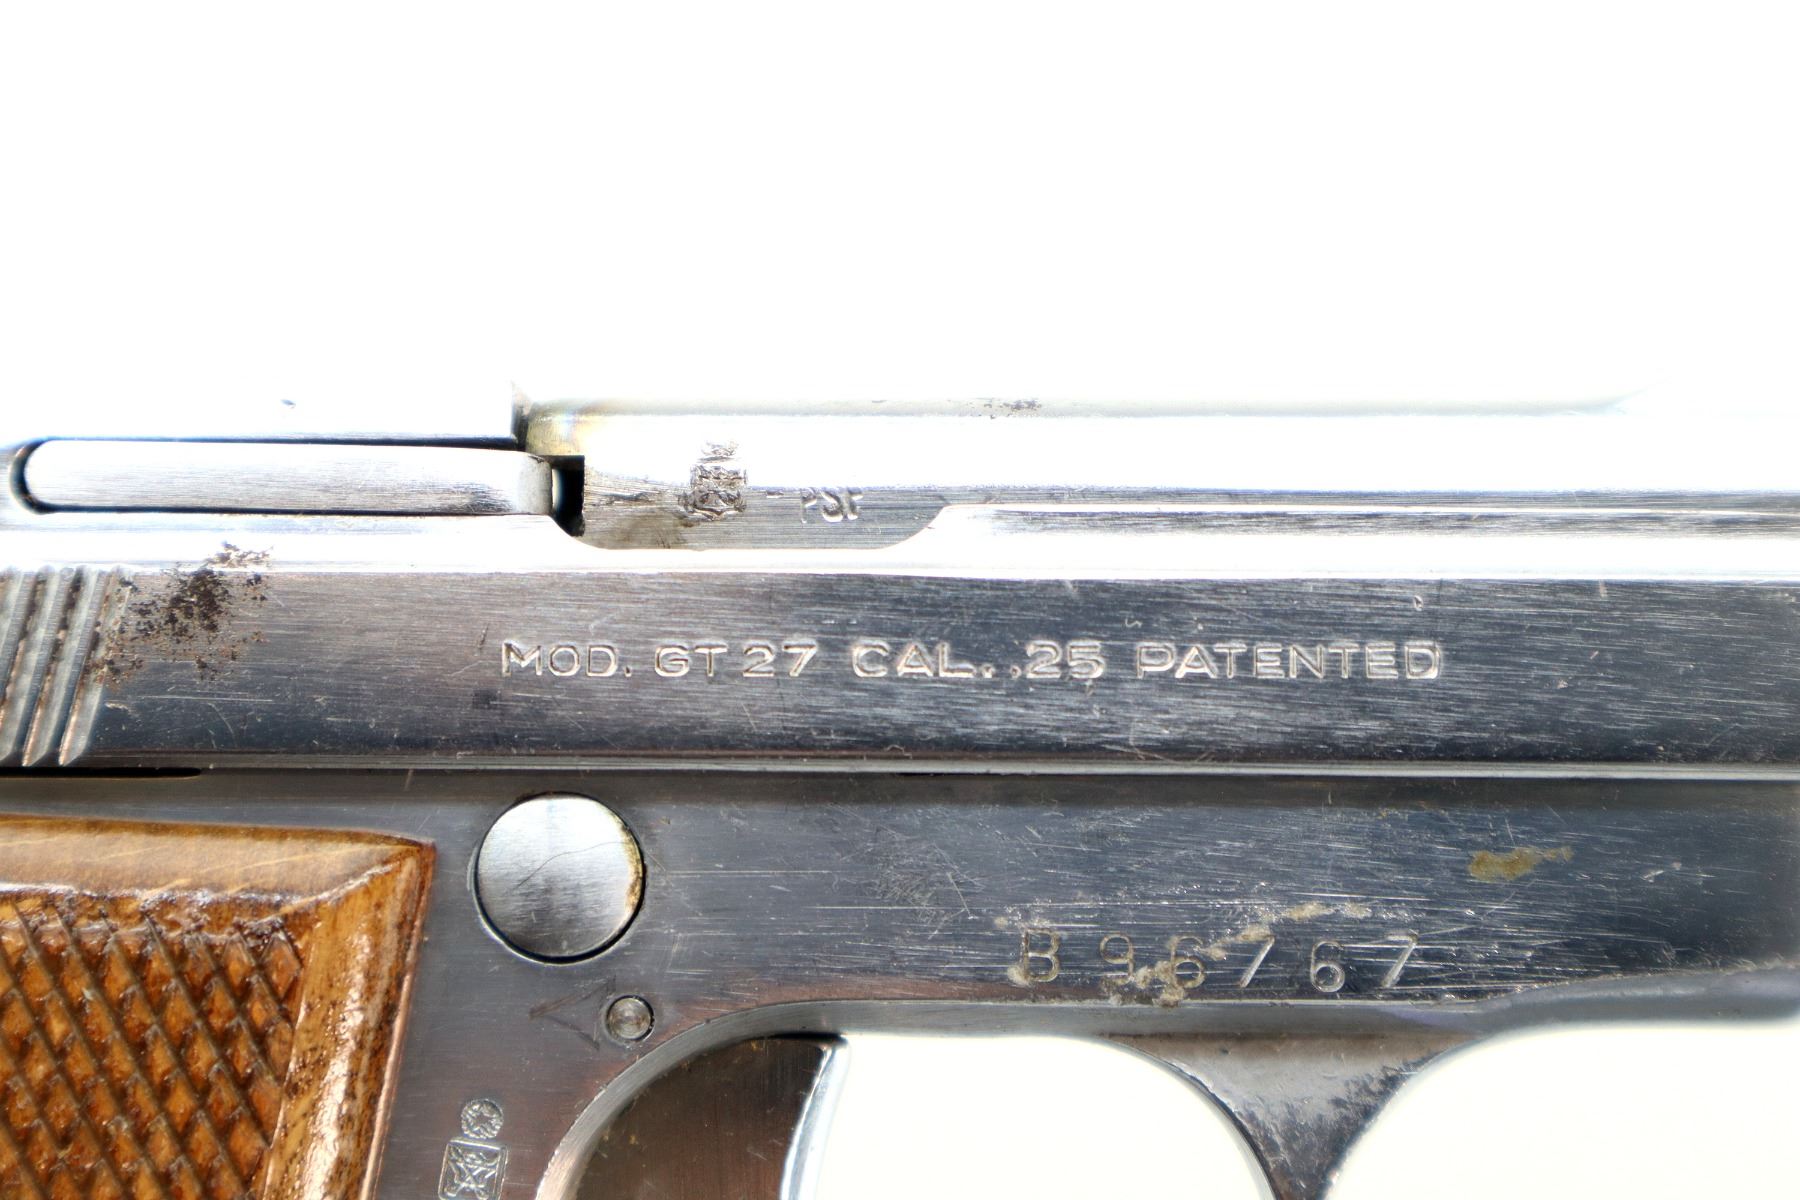 PSF
MOD. GT 27 CAL. .25 PATENTED
B 96767